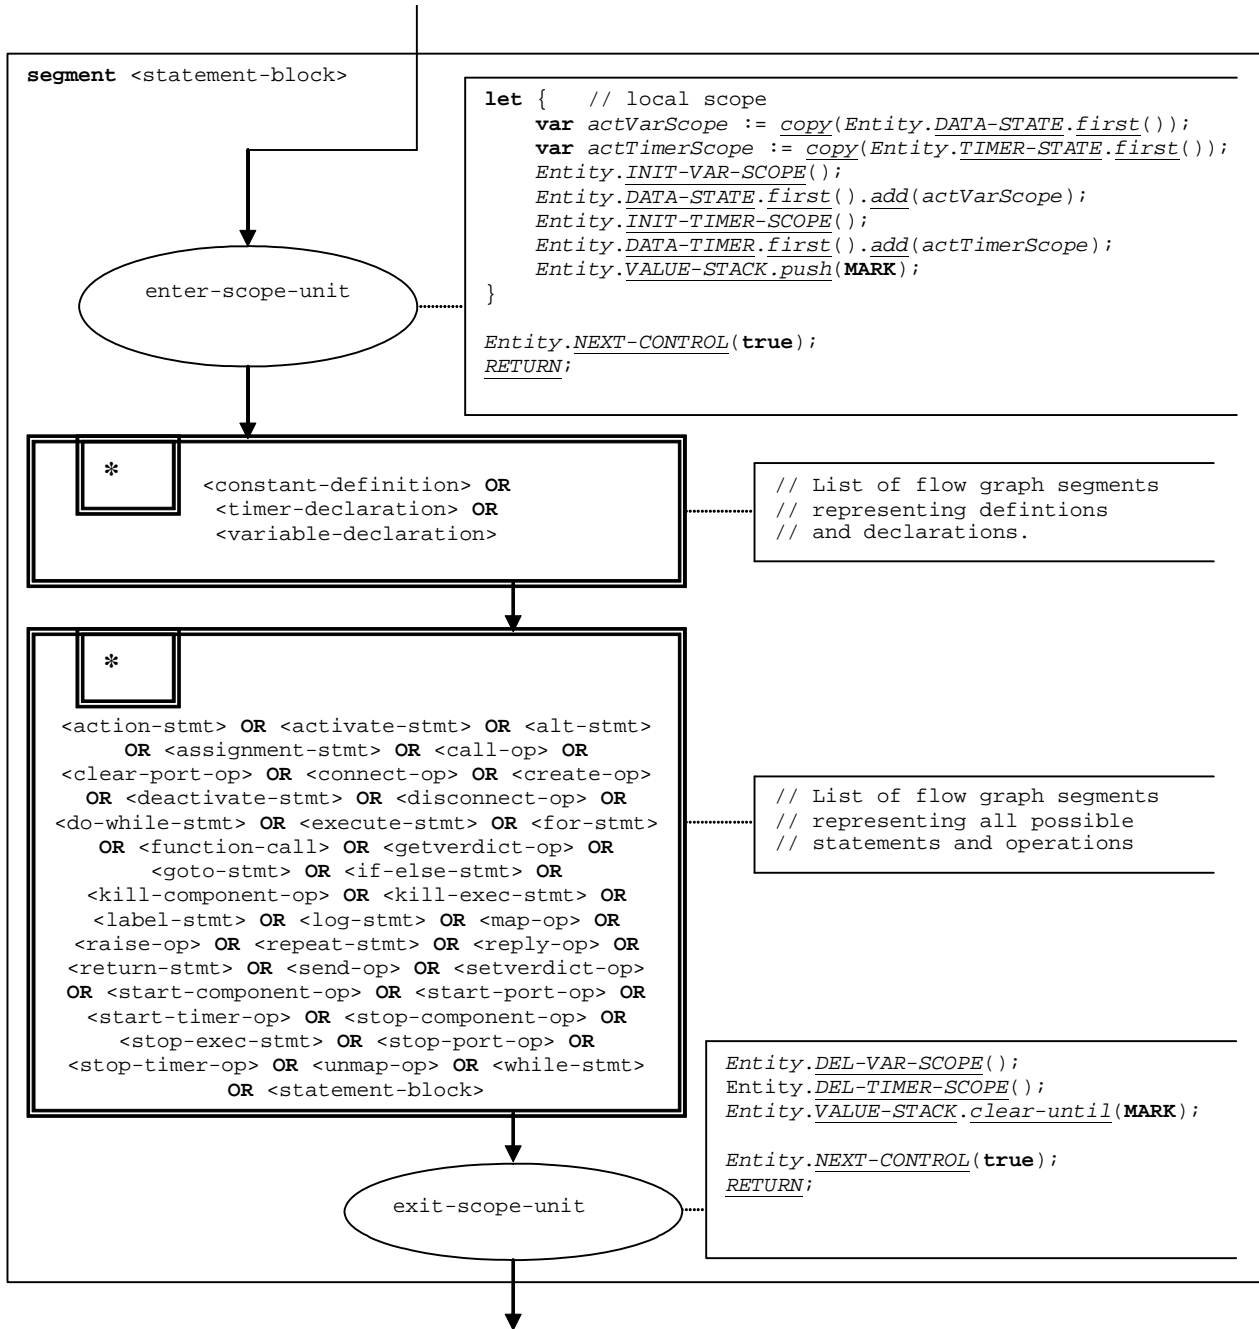 segment <statement-block>
let {   // local scope
var actVarScope := copy(Entity.DATA-STATE.first());
var actTimerScope := copy(Entity.TIMER-STATE.first());
Entity.INIT-VAR-SCOPE();
Entity.DATA-STATE.first().add(actVarScope);
Entity.INIT-TIMER-SCOPE();
Entity.DATA-TIMER.first().add(actTimerScope);
Entity.VALUE-STACK.push(MARK);
}
Entity.NEXT-CONTROL(true);
RETURN;
enter-scope-unit
*
<constant-definition> OR
<timer-declaration> OR
<variable-declaration>
// List of flow graph segments
// representing defintions
// and declarations.
*
<action-stmt> OR <activate-stmt> OR <alt-stmt>
OR <assignment-stmt> OR <call-op> OR
<clear-port-op> OR <connect-op> OR <create-op>
OR <deactivate-stmt> OR <disconnect-op> OR
<do-while-stmt> OR <execute-stmt> OR <for-stmt>
OR <function-call> OR <getverdict-op> OR
<goto-stmt> OR <if-else-stmt> OR
<kill-component-op> OR <kill-exec-stmt> OR
<label-stmt> OR <log-stmt> OR <map-op> OR
<raise-op> OR <repeat-stmt> OR <reply-op> OR
<return-stmt> OR <send-op> OR <setverdict-op>
OR <start-component-op> OR <start-port-op> OR
<start-timer-op> OR <stop-component-op> OR
<stop-exec-stmt> OR <stop-port-op> OR
<stop-timer-op> OR <unmap-op> OR <while-stmt>
OR <statement-block>
// List of flow graph segments
// representing all possible
// statements and operations
Entity.DEL-VAR-SCOPE();
Entity.DEL-TIMER-SCOPE();
Entity.VALUE-STACK.clear-until(MARK);
Entity.NEXT-CONTROL(true);
RETURN;
exit-scope-unit